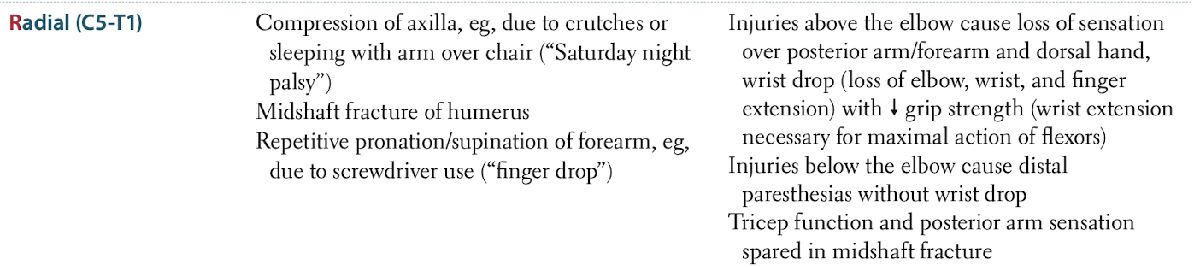 Radial (C5-T1)
Compression of axilla, eg, due to crutches or
sleeping with arm over chair (“Saturday night
palsy”)
Midshaft fracture of humerus
Repetitive pronation/supination of forearm, eg,
due to screwdriver use (“finger drop”)
Injuries above the elbow cause loss of sensation
over posterior arm/forearm and dorsal hand,
wrist drop (loss of elbow, wrist, and finger
extension) with ↓ grip strength (wrist extension
necessary for maximal action of flexors)
Injuries below the elbow cause distal
paresthesias without wrist drop
Tricep function and posterior arm sensation
spared in midshaft fracture